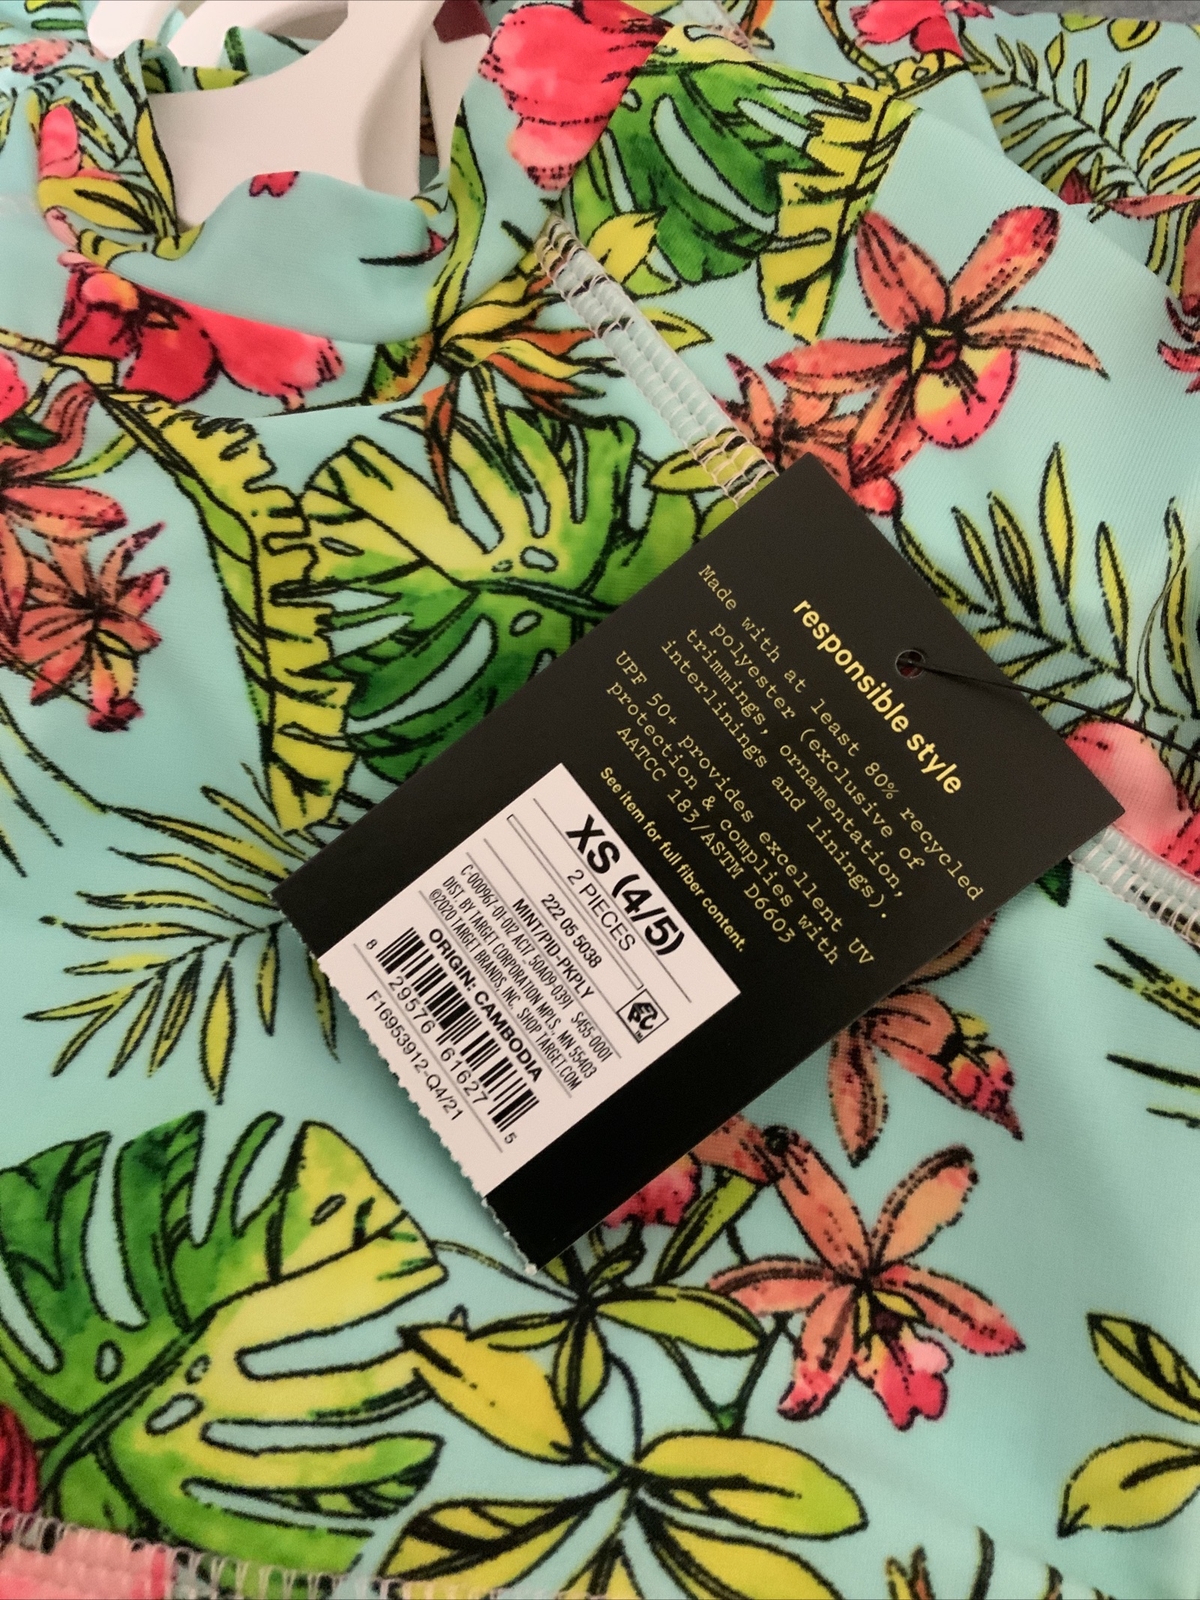 responsible style
Made with at least 80% recycled
polyester (exclusive of
trimmings, ornamentation,
interlinings and linings).
UPF 50+ provides excellent UV
protection & complies with
AATCC 183/ASTM D6603
See item for full fiber content.
XS (4/5)
2 PIECES
222 05 5038
MINT/PID-PKPLY
C-000967-01-012 ACT7 50A09-0391 S455-0001
DIST. BY TARGET CORPORATION MPLS., MN 55403
©2020 TARGET BRANDS, INC. SHOP TARGET.COM
ORIGIN: CAMBODIA
8 29576 61627 5
F16953912-Q4/21